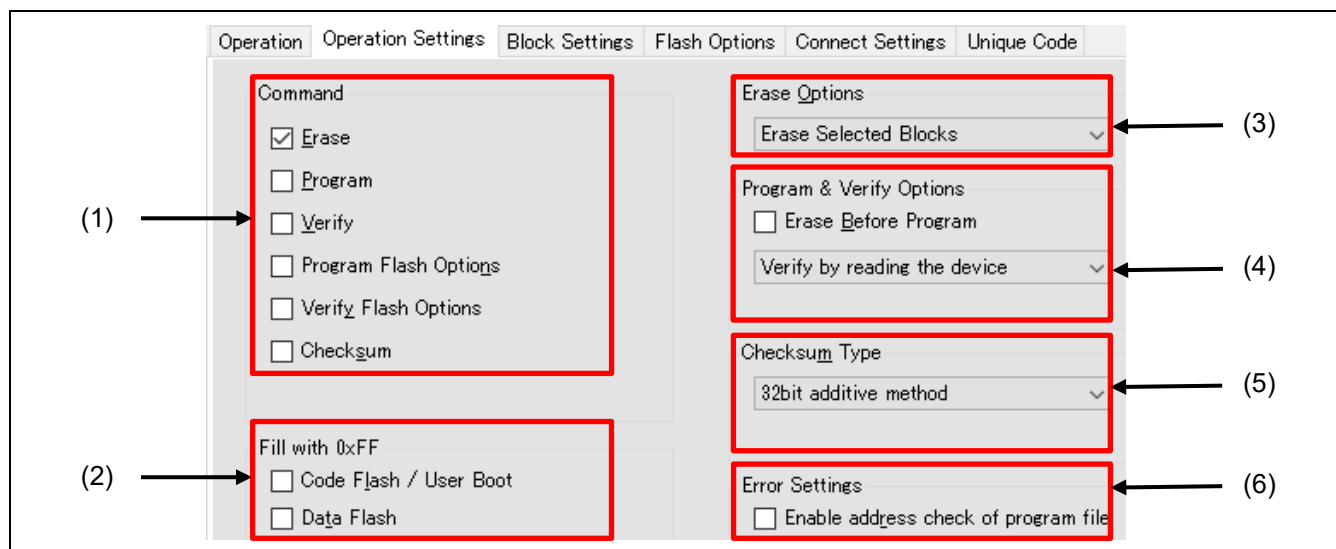 Operation Operation Settings Block Settings Flash Options Connect Settings Unique Code
(1)
Command
Erase
Program
Verify
Program Flash Options
Verify Flash Options
Checksum
(2)
Fill with 0xFF
Code Flash / User Boot
Data Flash
Erase Options
Erase Selected Blocks
(3)
Program & Verify Options
Erase Before Program
Verify by reading the device
(4)
Checksum Type
32bit additive method
(5)
Error Settings
Enable address check of program file
(6)